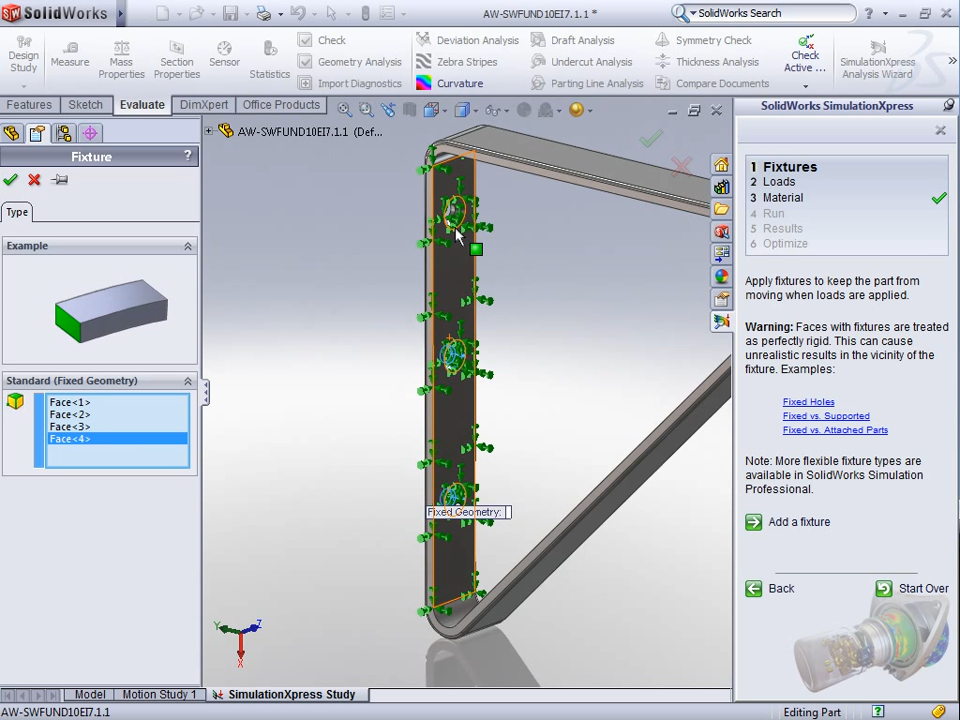 SolidWorks
AW-SWFUND10EI7.1.1 *
SolidWorks Search
Design Study
Measure
Mass Properties
Section Properties
Sensor
Statistics
Check
Geometry Analysis
Import Diagnostics
Deviation Analysis
Zebra Stripes
Curvature
Draft Analysis
Undercut Analysis
Parting Line Analysis
Symmetry Check
Thickness Analysis
Compare Documents
Check Active ...
SimulationXpress Analysis Wizard
Features
Sketch
Evaluate
DimXpert
Office Products
SolidWorks SimulationXpress
AW-SWFUND10EI7.1.1 (Def...
Fixture
?
Type
Example
Standard (Fixed Geometry)
Face<1>
Face<2>
Face<3>
Face<4>
Fixed Geometry:
Y
Z
X
1 Fixtures
2 Loads
3 Material
4 Run
5 Results
6 Optimize
Apply fixtures to keep the part from
moving when loads are applied.
Warning: Faces with fixtures are treated
as perfectly rigid. This can cause
unrealistic results in the vicinity of the
fixture. Examples:
Fixed Holes
Fixed vs. Supported
Fixed vs. Attached Parts
Note: More flexible fixture types are
available in SolidWorks Simulation
Professional.
Add a fixture
Back
Start Over
Model
Motion Study 1
SimulationXpress Study
AW-SWFUND10EI7.1.1
Editing Part
?